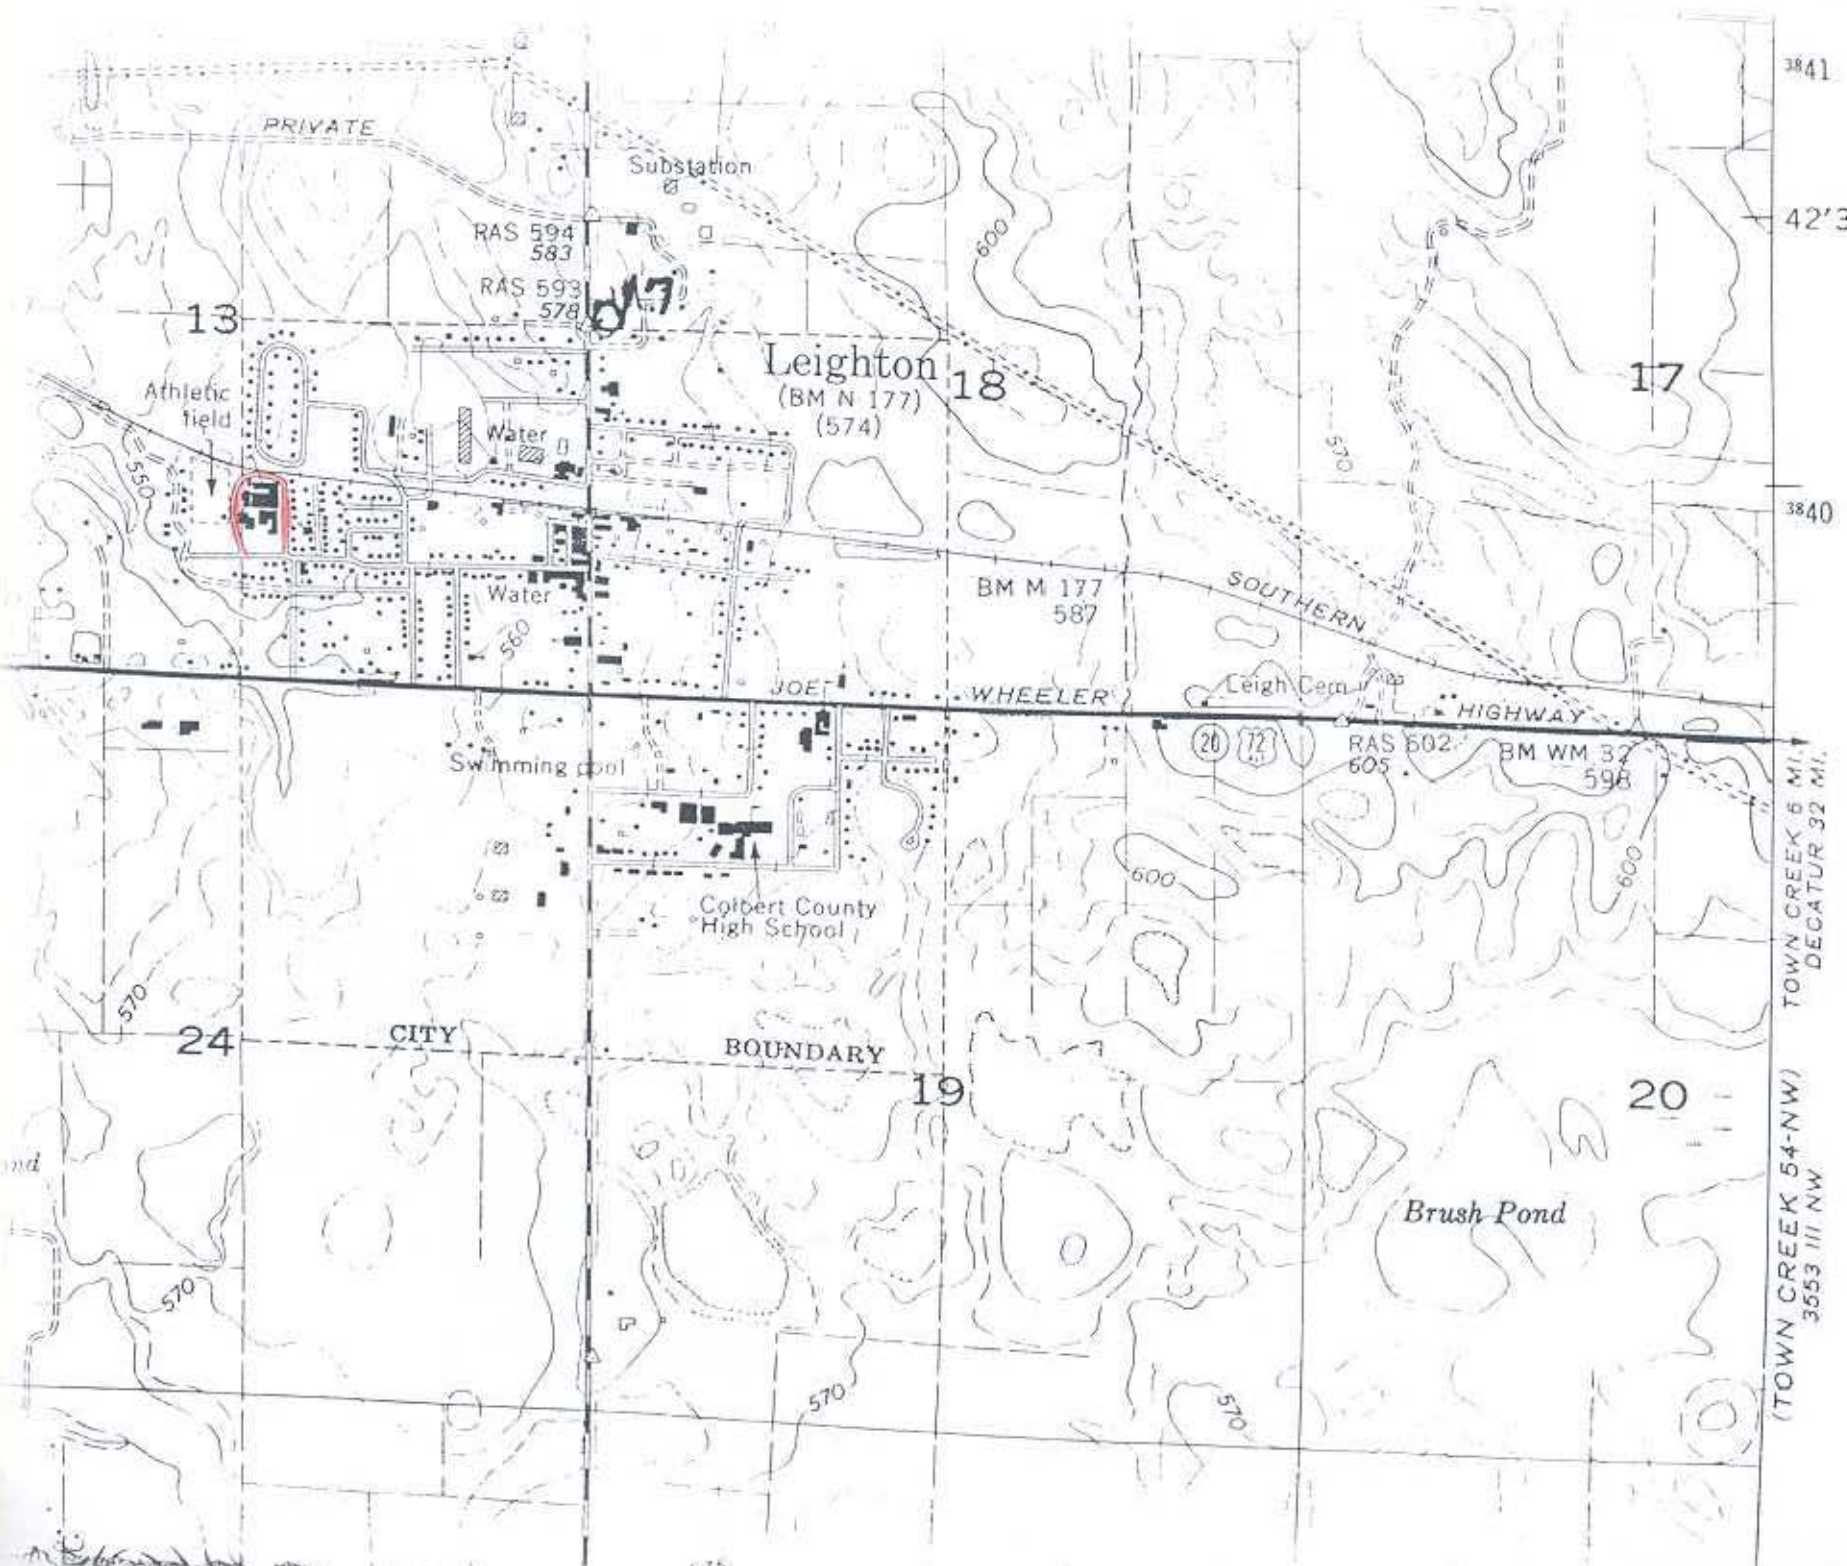 3841
PRIVATE
Substation
42'3
RAS 594
583
600
RAS 593
578
13
Leighton
(BM N 177)
(574)
18
17
Athletic
field
Water
570
550
3840
BM M 177
587
SOUTHERN
Water
560
JOE WHEELER HIGHWAY
Leigh Cem
20
72
RAS 602
605
BM WM 32
598
Swimming pool
TOWN CREEK 6 MI.
DECATUR 32 MI.
600
600
Colbert County
High School
570
24
CITY BOUNDARY
19
20
(TOWN CREEK 54-NW)
3553 III NW
Brush Pond
570
570
570